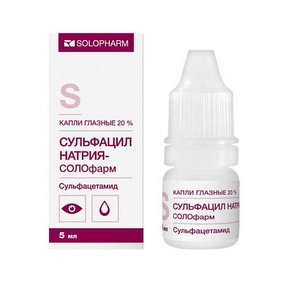 SOLOPHARM
S
КАПЛИ ГЛАЗНЫЕ 20 %
СУЛЬФАЦИЛ
НАТРИЯ-
СОЛОфарм
Сульфацетамид
5 мл
S
КАПЛИ ГЛАЗНЫЕ 20 %
СУЛЬФАЦИЛ НАТРИЯ
СОЛОфарм
Сульфацетамид